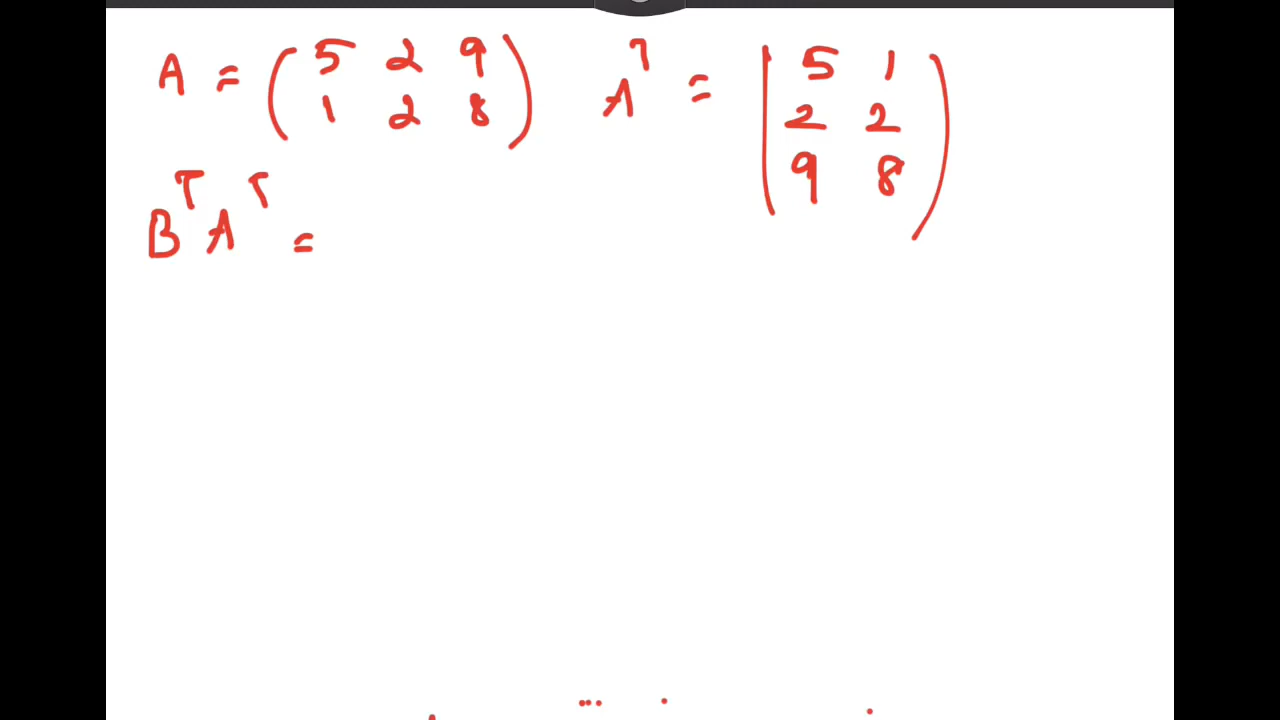 A = ( 5 2 9 ) A^T = | 5 1 )
1 2 8
2 2
9 8
B^T A^T =